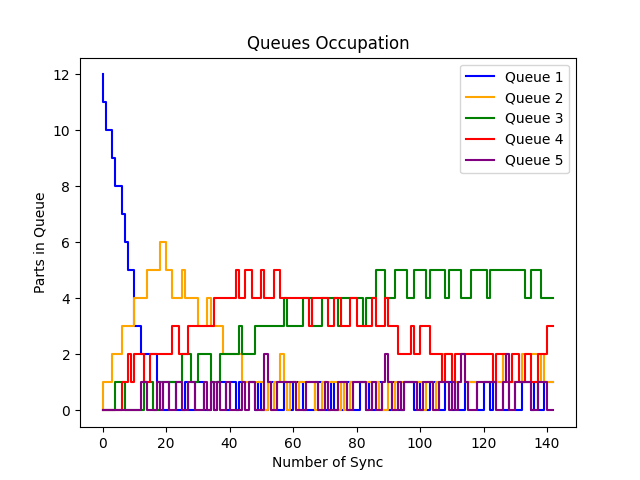 Queues Occupation
12
10
8
6
4
2
0
Parts in Queue
Queue 1
Queue 2
Queue 3
Queue 4
Queue 5
0 20 40 60 80 100 120 140
Number of Sync